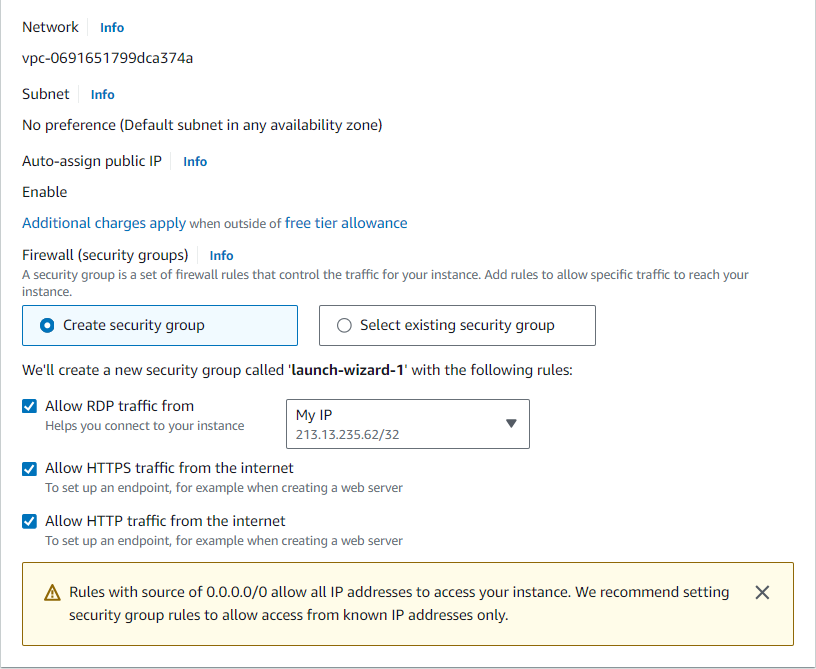 Network Info
vpc-0691651799dca374a
Subnet Info
No preference (Default subnet in any availability zone)
Auto-assign public IP Info
Enable
Additional charges apply when outside of free tier allowance
Firewall (security groups) Info
A security group is a set of firewall rules that control the traffic for your instance. Add rules to allow specific traffic to reach your
instance.
Create security group
Select existing security group
We'll create a new security group called 'launch-wizard-1' with the following rules:
Allow RDP traffic from
Helps you connect to your instance
My IP
213.13.235.62/32
Allow HTTPS traffic from the internet
To set up an endpoint, for example when creating a web server
Allow HTTP traffic from the internet
To set up an endpoint, for example when creating a web server
Rules with source of 0.0.0.0/0 allow all IP addresses to access your instance. We recommend setting
security group rules to allow access from known IP addresses only.